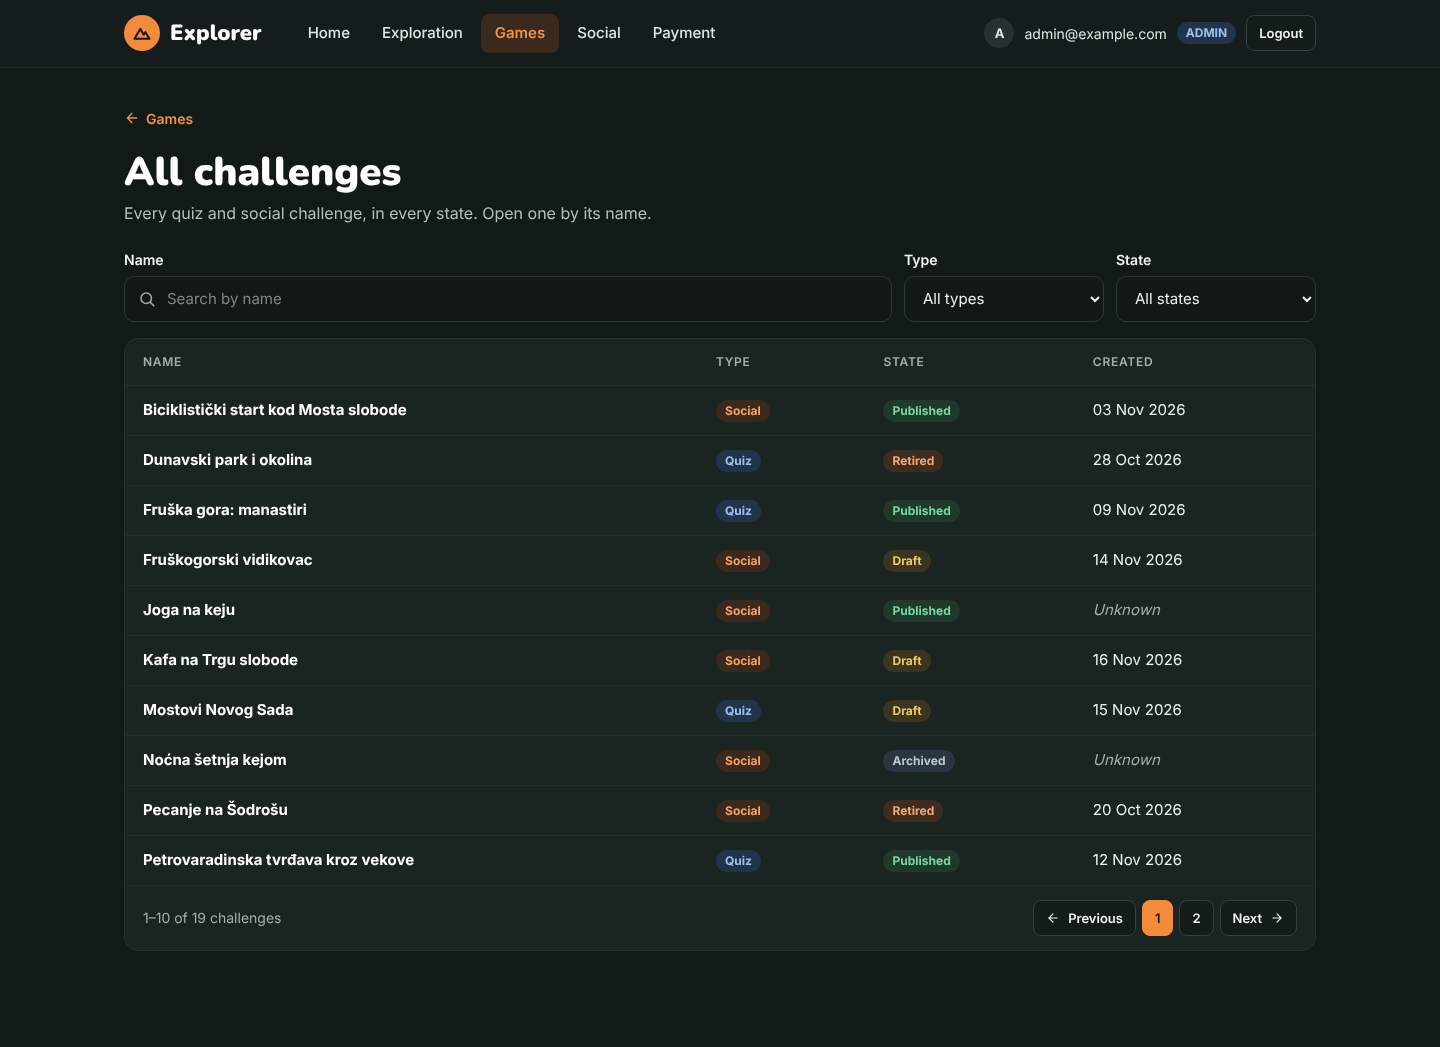 Explorer Home Exploration Games Social Payment A admin@example.com ADMIN Logout
← Games
All challenges
Every quiz and social challenge, in every state. Open one by its name.
Name Type State
Search by name All types All states
NAME TYPE STATE CREATED
Biciklistički start kod Mosta slobode Social Published 03 Nov 2026
Dunavski park i okolina Quiz Retired 28 Oct 2026
Fruška gora: manastiri Quiz Published 09 Nov 2026
Fruškogorski vidikovac Social Draft 14 Nov 2026
Joga na keju Social Published Unknown
Kafa na Trgu slobode Social Draft 16 Nov 2026
Mostovi Novog Sada Quiz Draft 15 Nov 2026
Noćna šetnja kejom Social Archived Unknown
Pecanje na Šodrošu Social Retired 20 Oct 2026
Petrovaradinska tvrđava kroz vekove Quiz Published 12 Nov 2026
1–10 of 19 challenges ← Previous 1 2 Next →